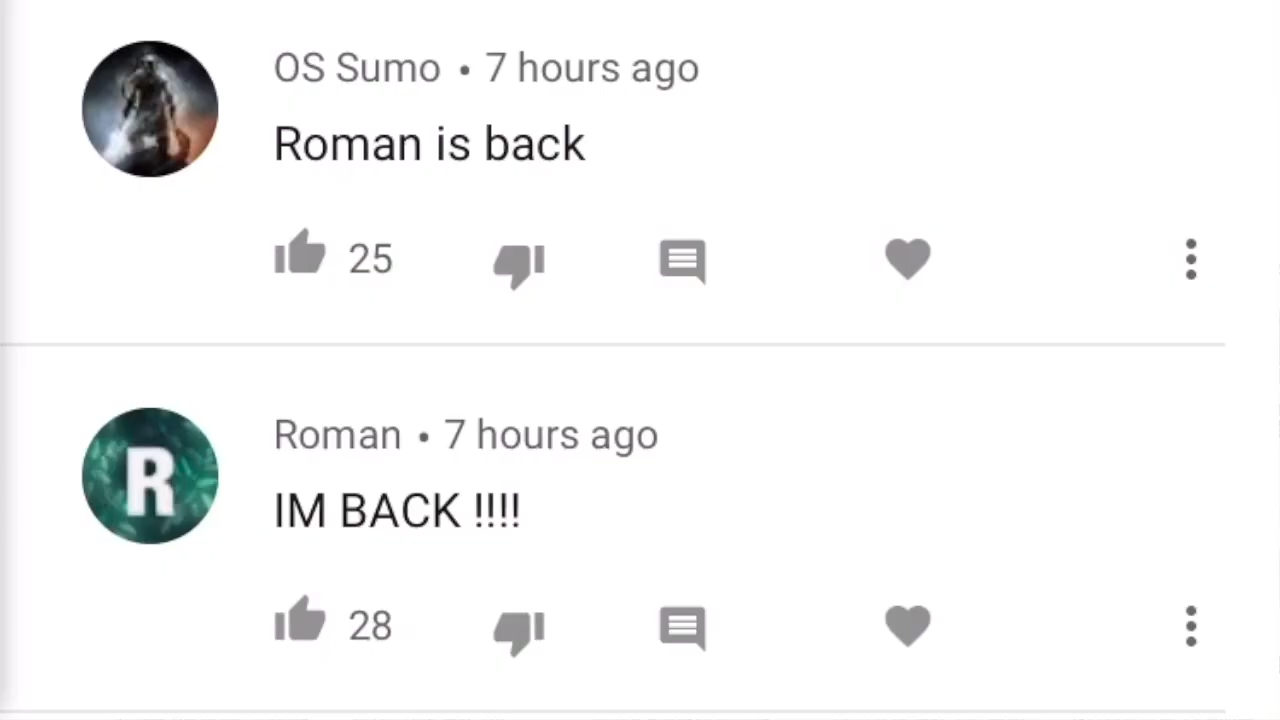 OS Sumo • 7 hours ago
Roman is back
25
R
Roman • 7 hours ago
IM BACK !!!!
28